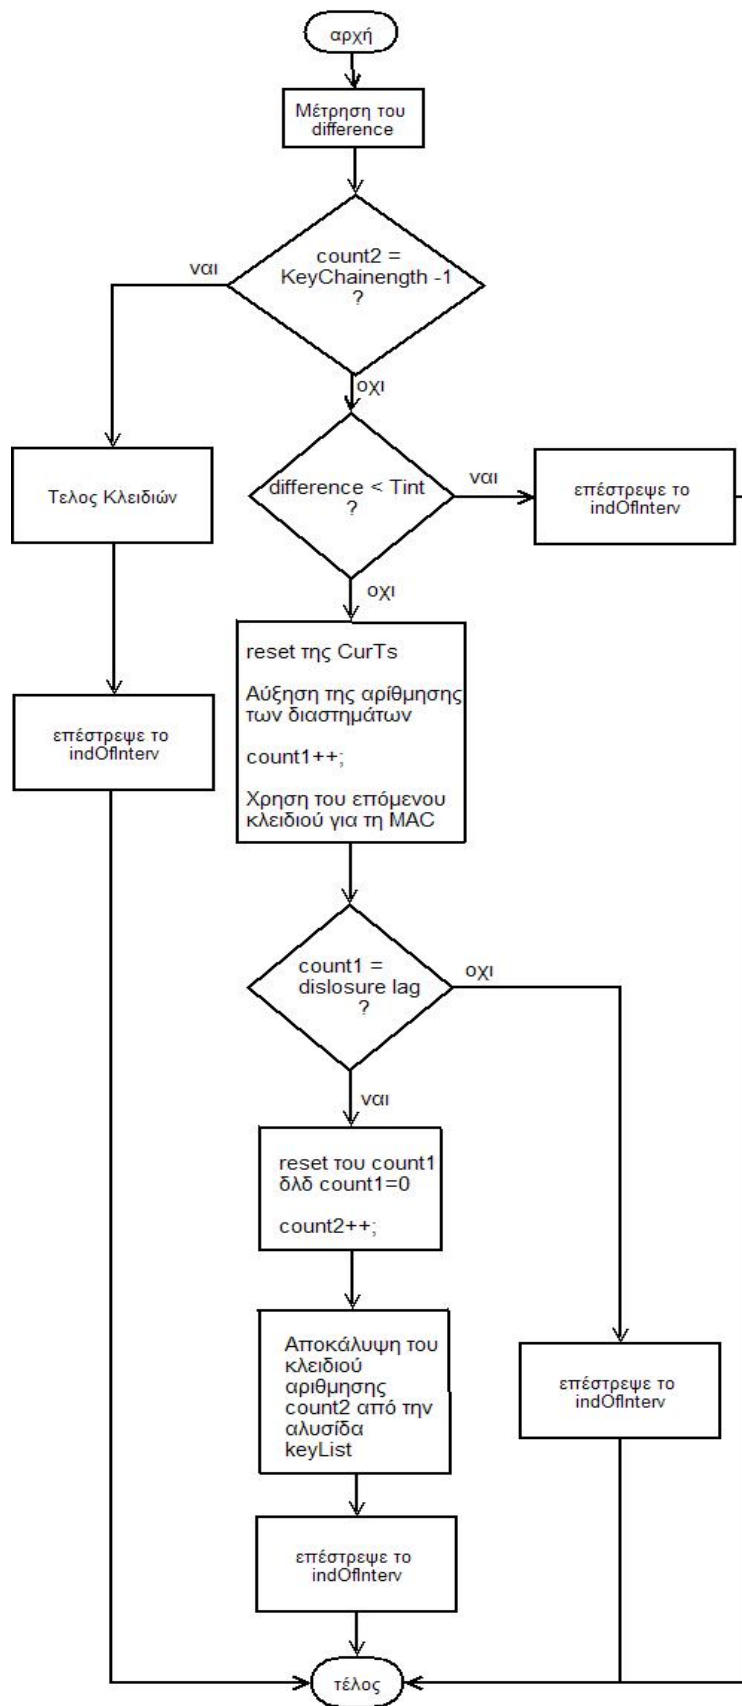 αρχή
Μέτρηση του
difference
count2 =
KeyChainength -1
?
ναι
οχι
Τελος Κλειδιών
difference < Tint
?
ναι
επέστρεψε το
indOfInterv
οχι
reset της CurTs
Αύξηση της αρίθμησης
των διαστημάτων
count1++;
Χρηση του επόμενου
κλειδιού για τη MAC
επέστρεψε το
indOfInterv
count1 =
dislosure lag
?
οχι
ναι
reset του count1
δλδ count1=0
count2++;
Αποκάλυψη του
κλειδιού
αριθμησης
count2 από την
αλυσίδα
keyList
επέστρεψε το
indOfInterv
επέστρεψε το
indOfInterv
τέλος